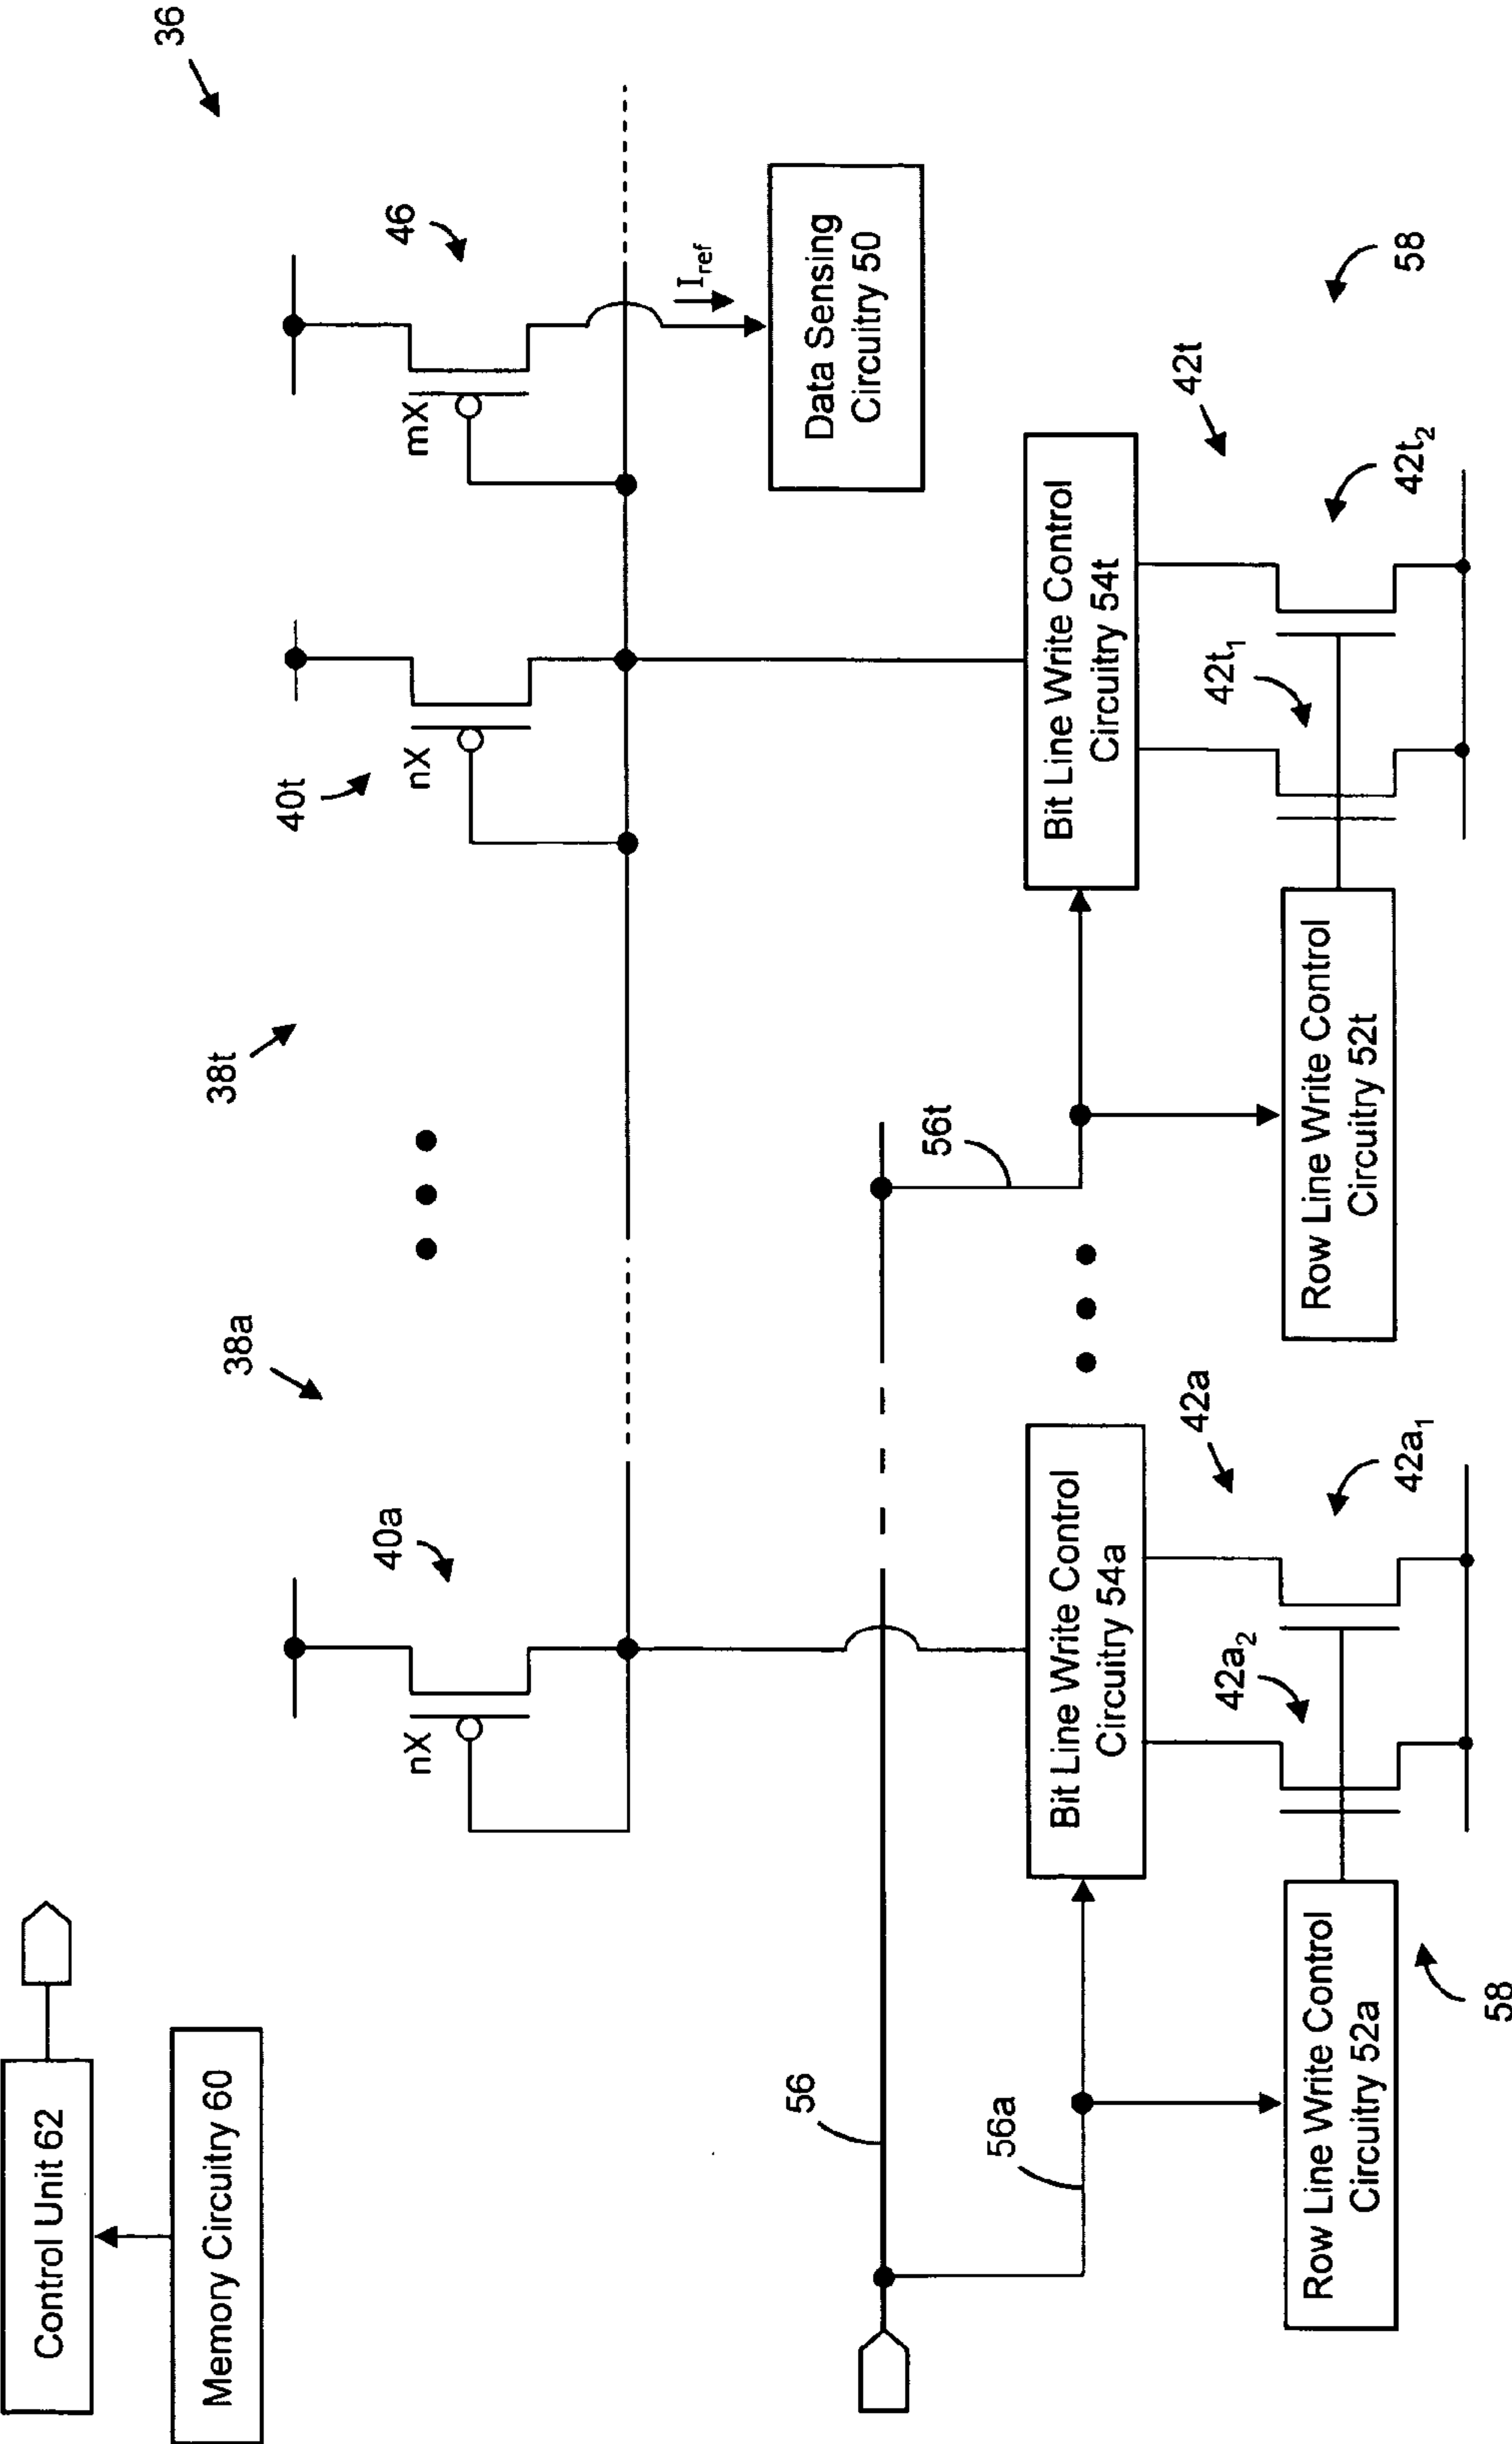 Control Unit 62
Memory Circuitry 60
36
38a
38t
40a
nX
40t
nX
46
mX
I_ref
Data Sensing
Circuitry 50
56
56a
56t
Bit Line Write Control
Circuitry 54a
Bit Line Write Control
Circuitry 54t
42a
42a₂
42a₁
42t
42t₁
42t₂
Row Line Write Control
Circuitry 52a
Row Line Write Control
Circuitry 52t
58
58